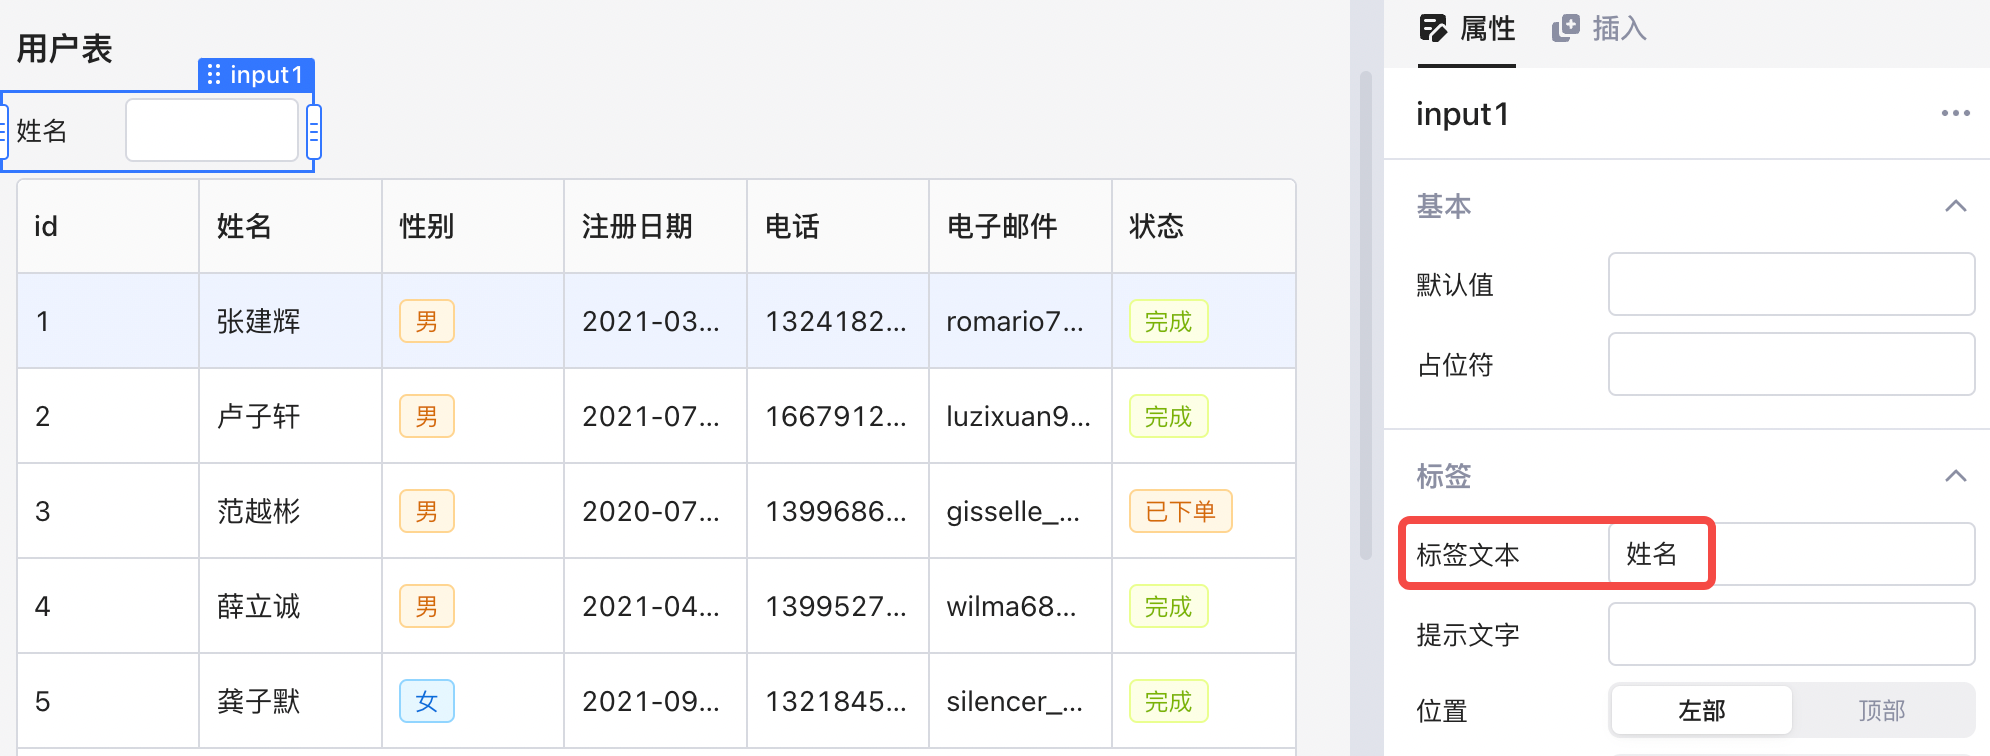 用户表
input1
姓名
id 姓名 性别 注册日期 电话 电子邮件 状态
1 张建辉 男 2021-03... 1324182... romario7... 完成
2 卢子轩 男 2021-07... 1667912... luzixuan9... 完成
3 范越彬 男 2020-07... 1399686... gisselle_... 已下单
4 薛立诚 男 2021-04... 1399527... wilma68... 完成
5 龚子默 女 2021-09... 1321845... silencer_... 完成
属性 插入
input1
基本
默认值
占位符
标签
标签文本 姓名
提示文字
位置 左部 顶部